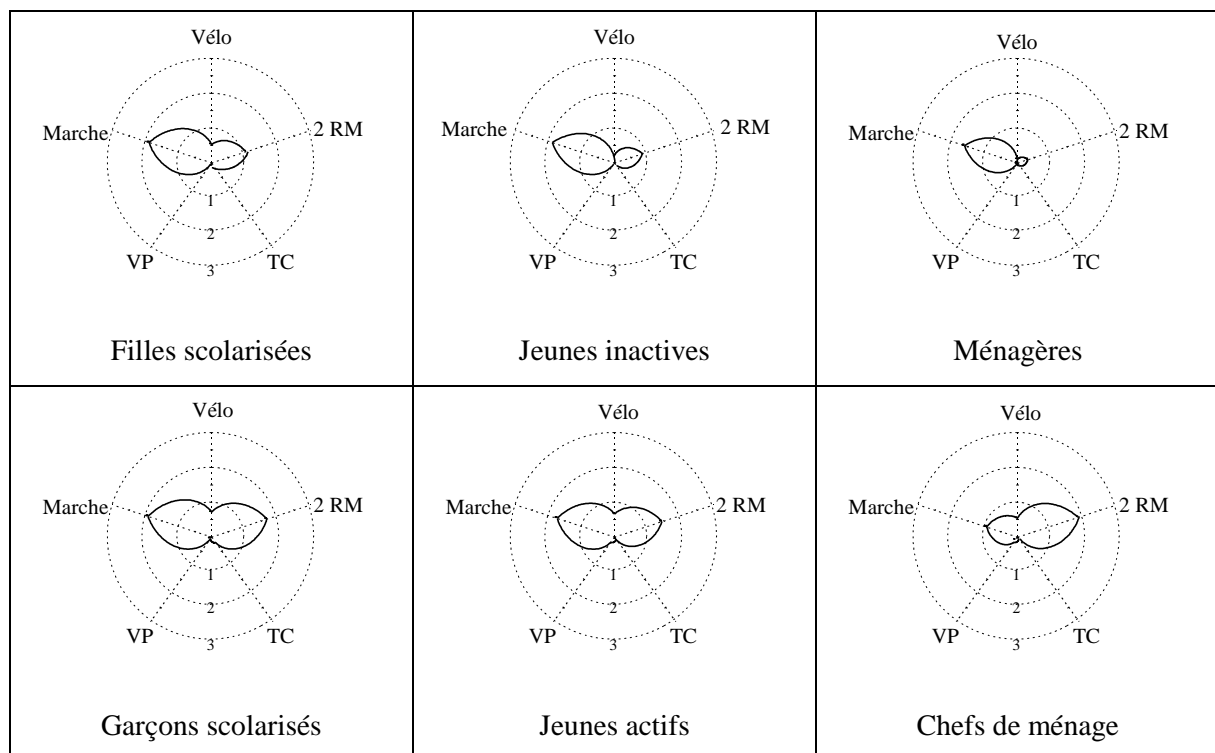 Vélo
Marche
2 RM
1
2
VP
TC
3
Filles scolarisées
Vélo
Marche
2 RM
1
2
VP
TC
3
Jeunes inactives
Vélo
Marche
2 RM
1
2
VP
TC
3
Ménagères
Vélo
Marche
2 RM
1
2
VP
TC
3
Garçons scolarisés
Vélo
Marche
2 RM
1
2
VP
TC
3
Jeunes actifs
Vélo
Marche
2 RM
1
2
VP
TC
3
Chefs de ménage